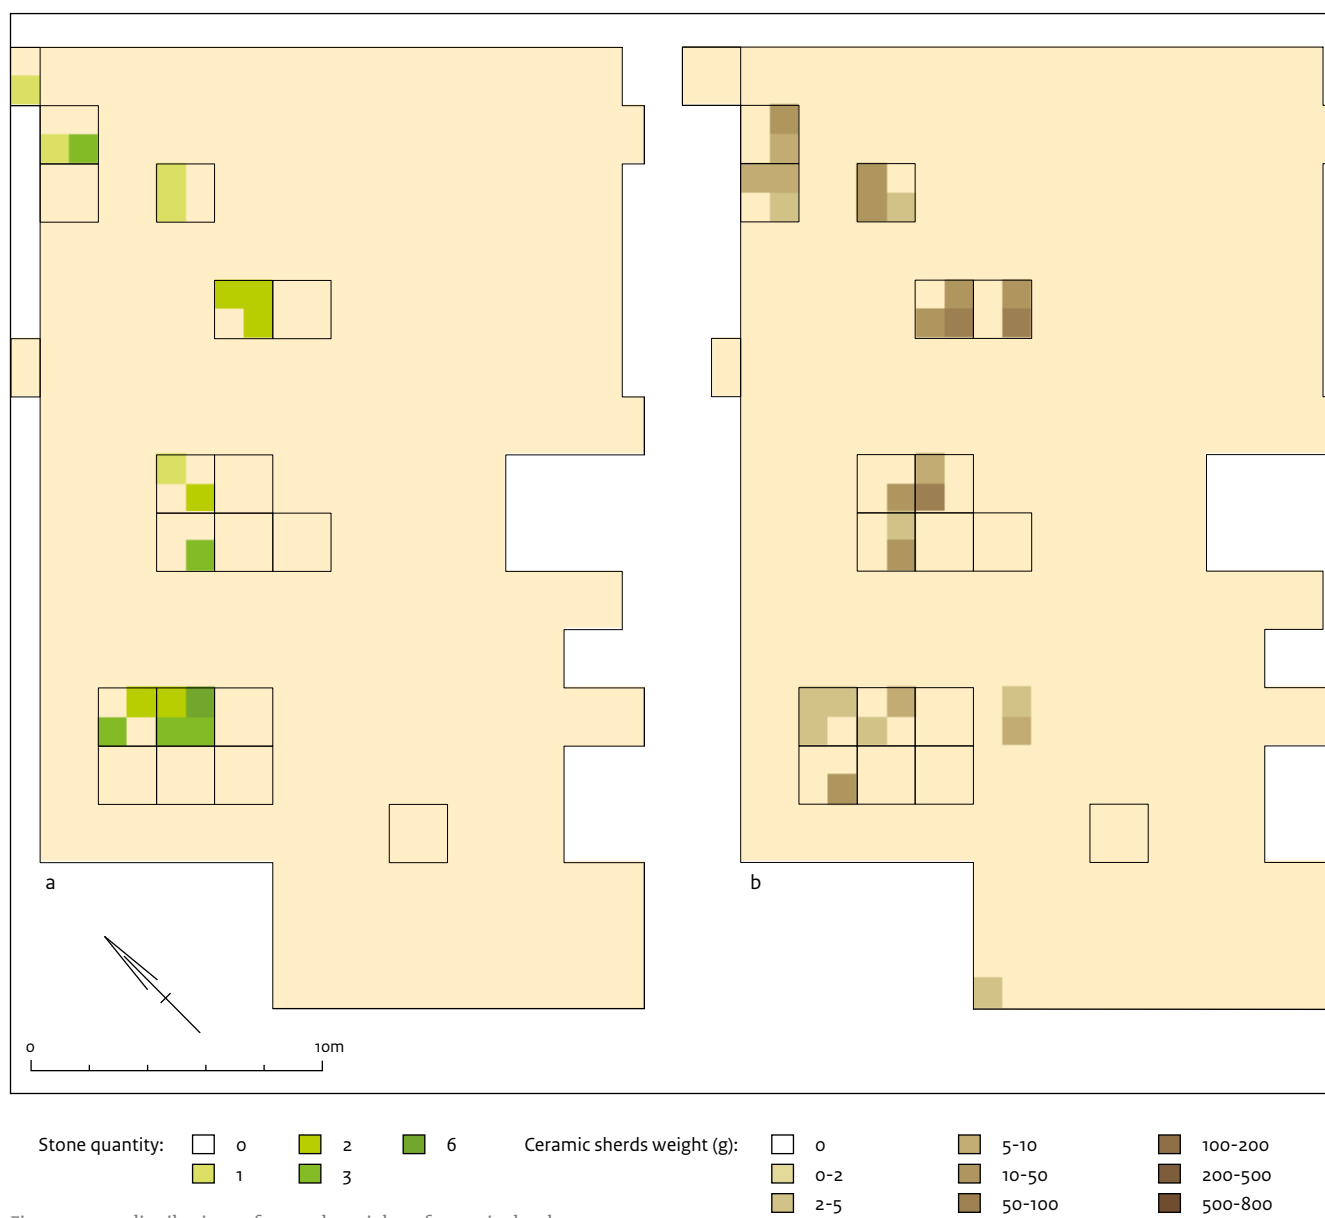 a
b
0 10m
Stone quantity: 0 2 6 Ceramic sherds weight (g): 0 5-10 100-200
1 3 0-2 10-50 200-500
2-5 50-100 500-800